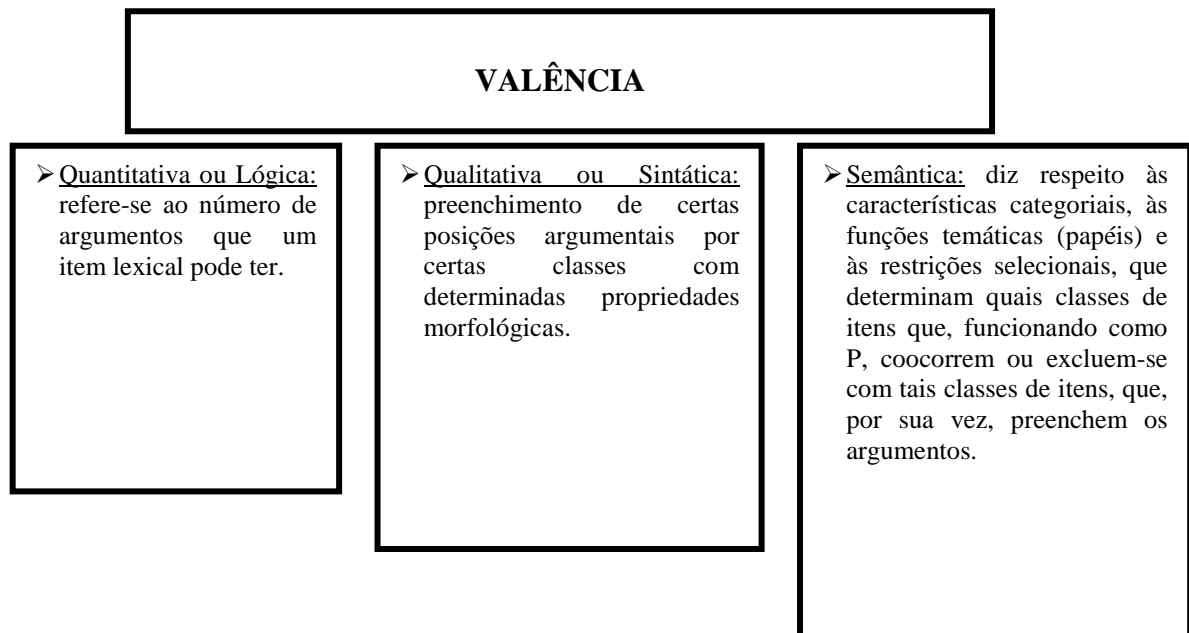 VALÊNCIA
➢ Quantitativa ou Lógica:
refere-se ao número de
argumentos que um
item lexical pode ter.
➢ Qualitativa ou Sintática:
preenchimento de certas
posições argumentais por
certas classes com
determinadas propriedades
morfológicas.
➢ Semântica: diz respeito às
características categoriais, às
funções temáticas (papéis) e
às restrições selecionais, que
determinam quais classes de
itens que, funcionando como
P, coocorrem ou excluem-se
com tais classes de itens, que,
por sua vez, preenchem os
argumentos.